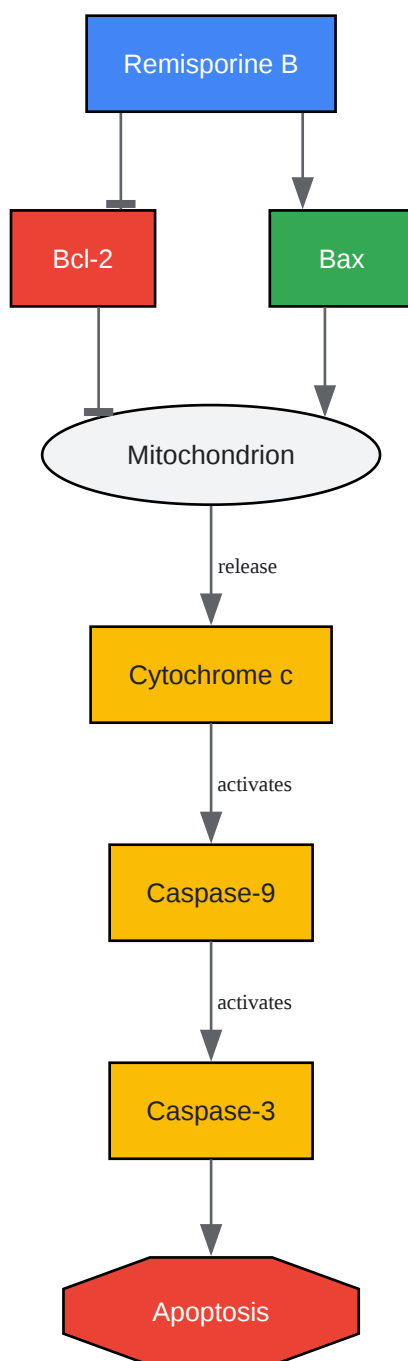 Remisporine B
Bcl-2
Bax
Mitochondrion
release
Cytochrome c
activates
Caspase-9
activates
Caspase-3
Apoptosis